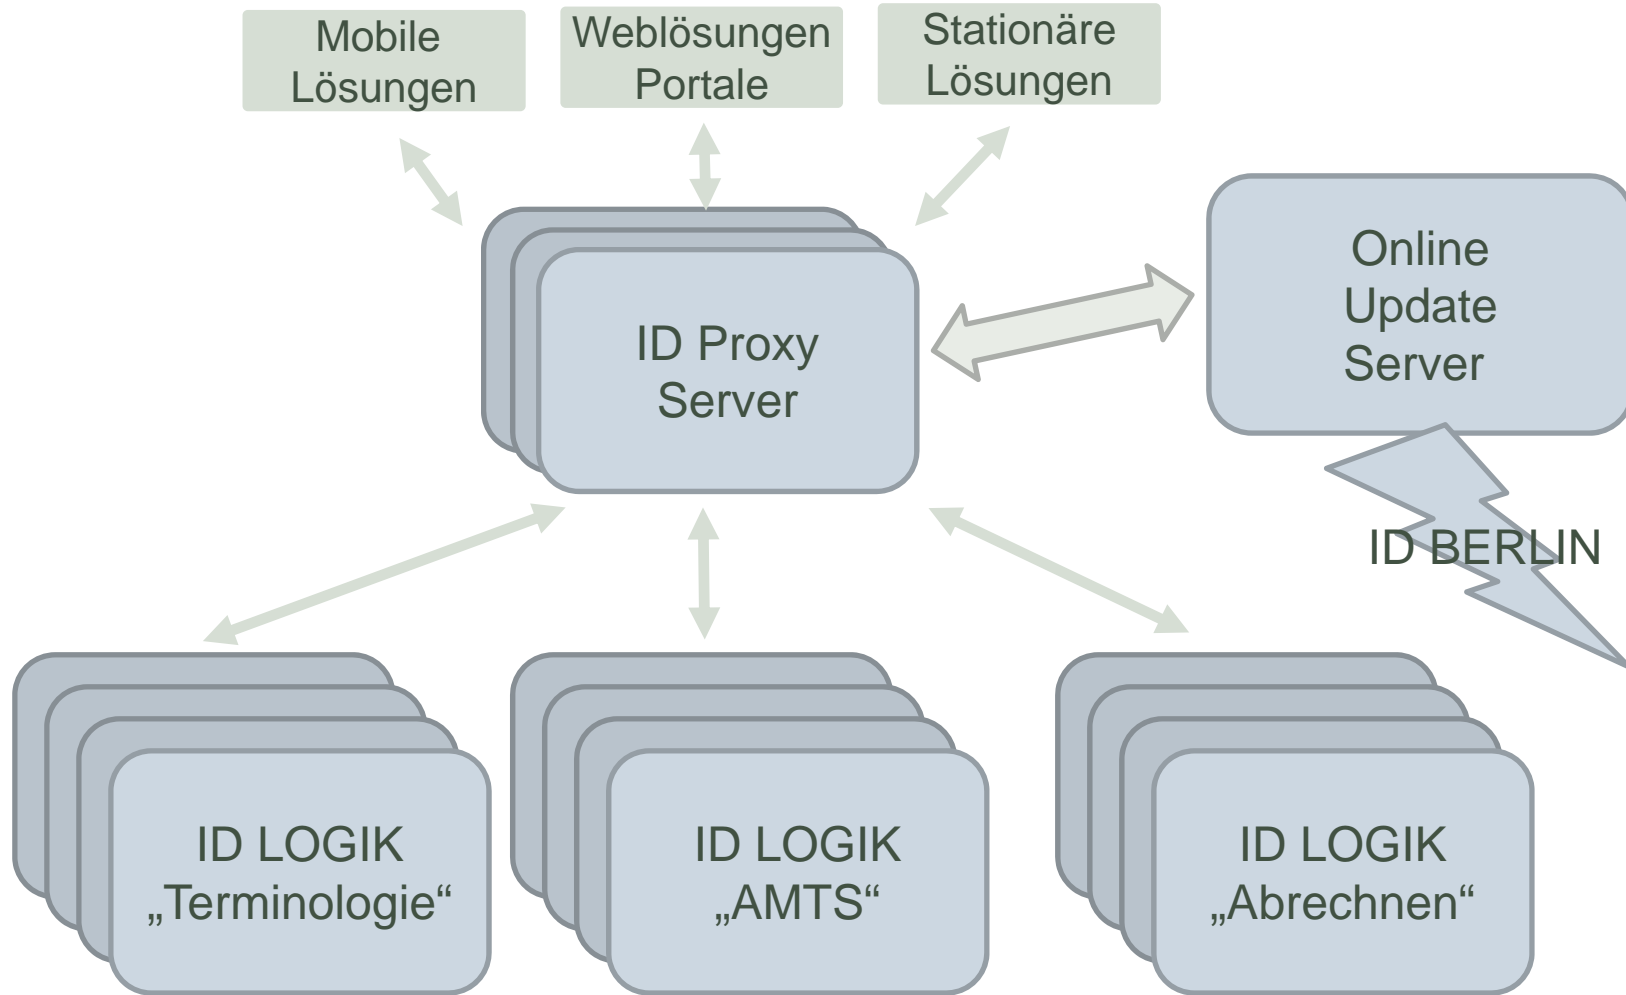 Mobile
Lösungen
Weblösungen
Portale
Stationäre
Lösungen
ID Proxy
Server
Online
Update
Server
ID BERLIN
ID LOGIK
„Terminologie“
ID LOGIK
„AMTS“
ID LOGIK
„Abrechnen“